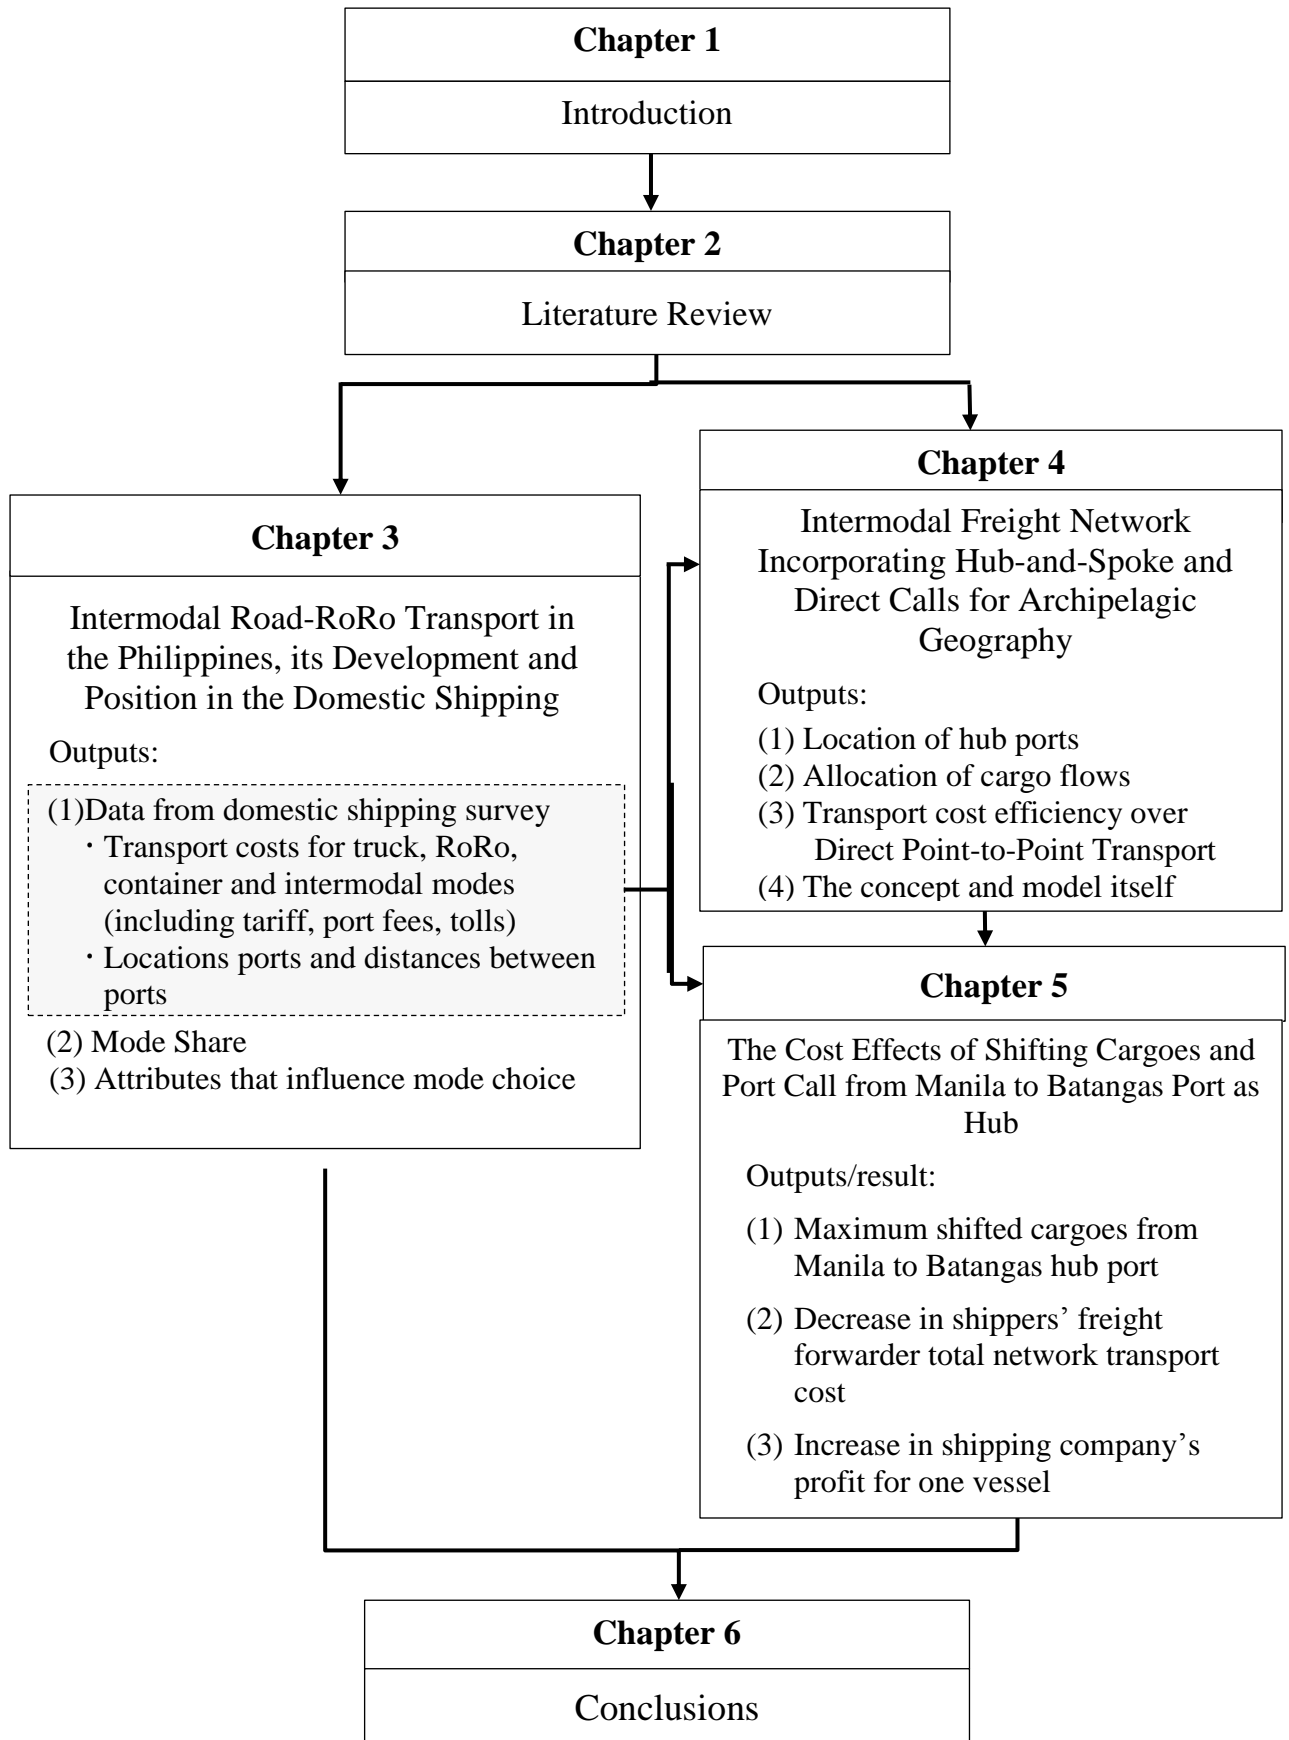 Chapter 1
Introduction
Chapter 2
Literature Review
Chapter 3
Intermodal Road-RoRo Transport in
the Philippines, its Development and
Position in the Domestic Shipping
Outputs:
(1)Data from domestic shipping survey
・Transport costs for truck, RoRo,
container and intermodal modes
(including tariff, port fees, tolls)
・Locations ports and distances between
ports
(2) Mode Share
(3) Attributes that influence mode choice
Chapter 4
Intermodal Freight Network
Incorporating Hub-and-Spoke and
Direct Calls for Archipelagic
Geography
Outputs:
(1) Location of hub ports
(2) Allocation of cargo flows
(3) Transport cost efficiency over
Direct Point-to-Point Transport
(4) The concept and model itself
Chapter 5
The Cost Effects of Shifting Cargoes and
Port Call from Manila to Batangas Port as
Hub
Outputs/result:
(1) Maximum shifted cargoes from
Manila to Batangas hub port
(2) Decrease in shippers’ freight
forwarder total network transport
cost
(3) Increase in shipping company’s
profit for one vessel
Chapter 6
Conclusions